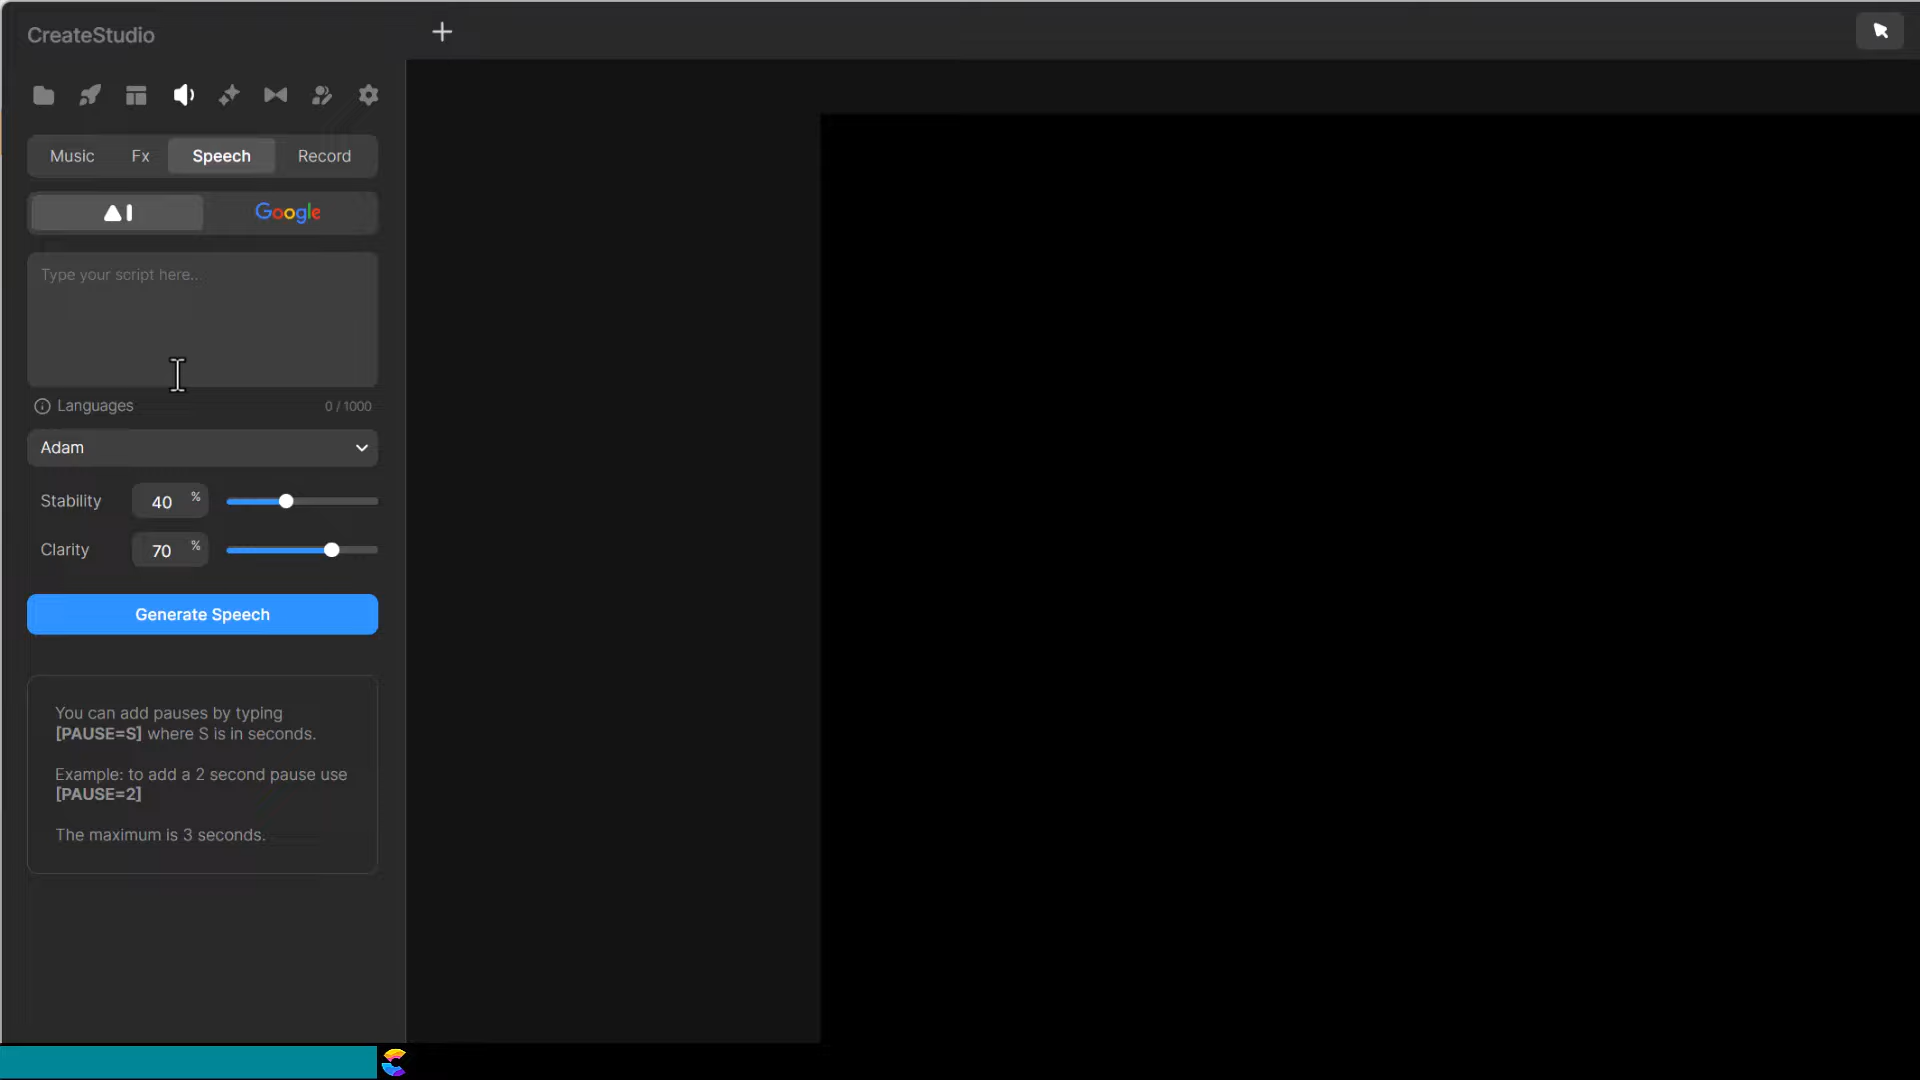 CreateStudio
Music Fx Speech Record
AI Google
Type your script here..
Languages 0 / 1000
Adam
Stability 40 %
Clarity 70 %
Generate Speech
You can add pauses by typing
[PAUSE=S] where S is in seconds.
Example: to add a 2 second pause use
[PAUSE=2]
The maximum is 3 seconds.